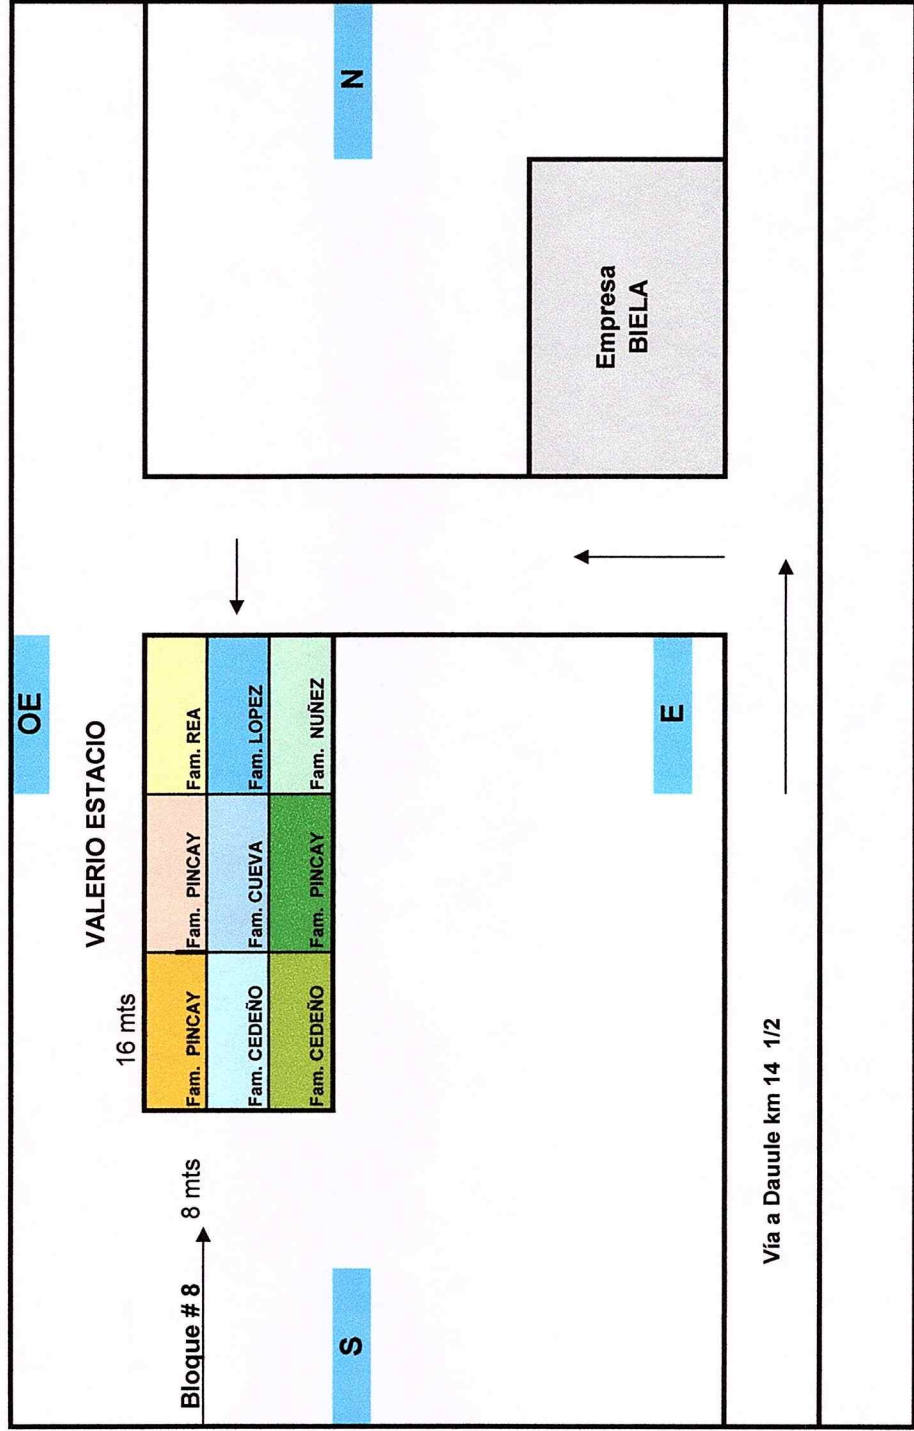 OE
VALERIO ESTACIO
16 mts
Bloque # 8
8 mts
Fam. PINCAY
Fam. PINCAY
Fam. REA
Fam. CEDEÑO
Fam. CUEVA
Fam. LOPEZ
Fam. CEDEÑO
Fam. PINCAY
Fam. NUÑEZ
S
N
Empresa
BIELA
E
Vía a Dauule km 14 1/2